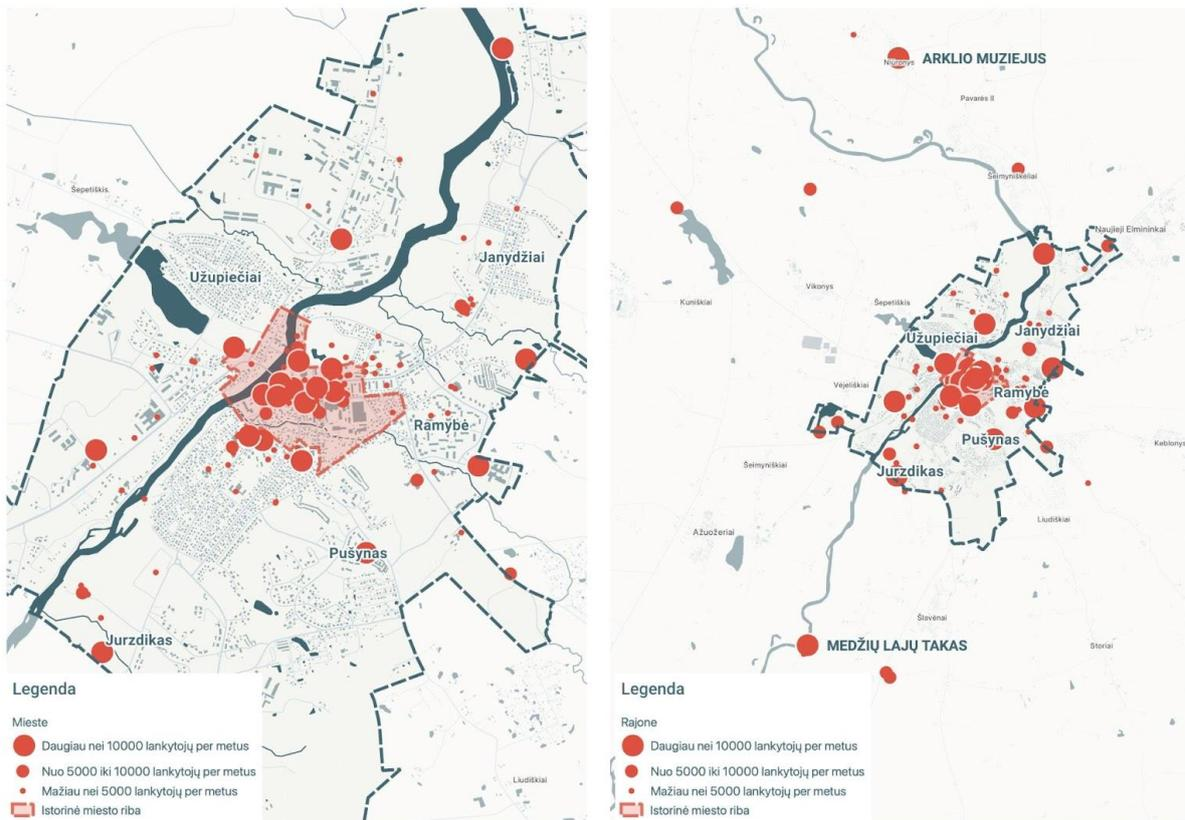 Šepetiškis
Užupiečiai
Janydžiai
Ramybė
Pušynas
Jurzdikas
Liudiškiai
Legenda
Mieste
Daugiau nei 10000 lankytojų per metus
Nuo 5000 iki 10000 lankytojų per metus
Mažiau nei 5000 lankytojų per metus
Istorinė miesto riba
Niūronys
ARKLIO MUZIEJUS
Pavarės II
Šeimyniškėliai
Naujieji Elmininkai
Kuniškiai
Vikonys
Šepetiškis
Užupiečiai
Janydžiai
Vėjeliškiai
Ramybė
Pušynas
Keblonys
Šeimyniškiai
Jurzdikas
Ažuožeriai
Liudiškiai
Šlavėnai
MEDŽIŲ LAJŲ TAKAS
Storiai
Legenda
Rajone
Daugiau nei 10000 lankytojų per metus
Nuo 5000 iki 10000 lankytojų per metus
Mažiau nei 5000 lankytojų per metus
Istorinė miesto riba